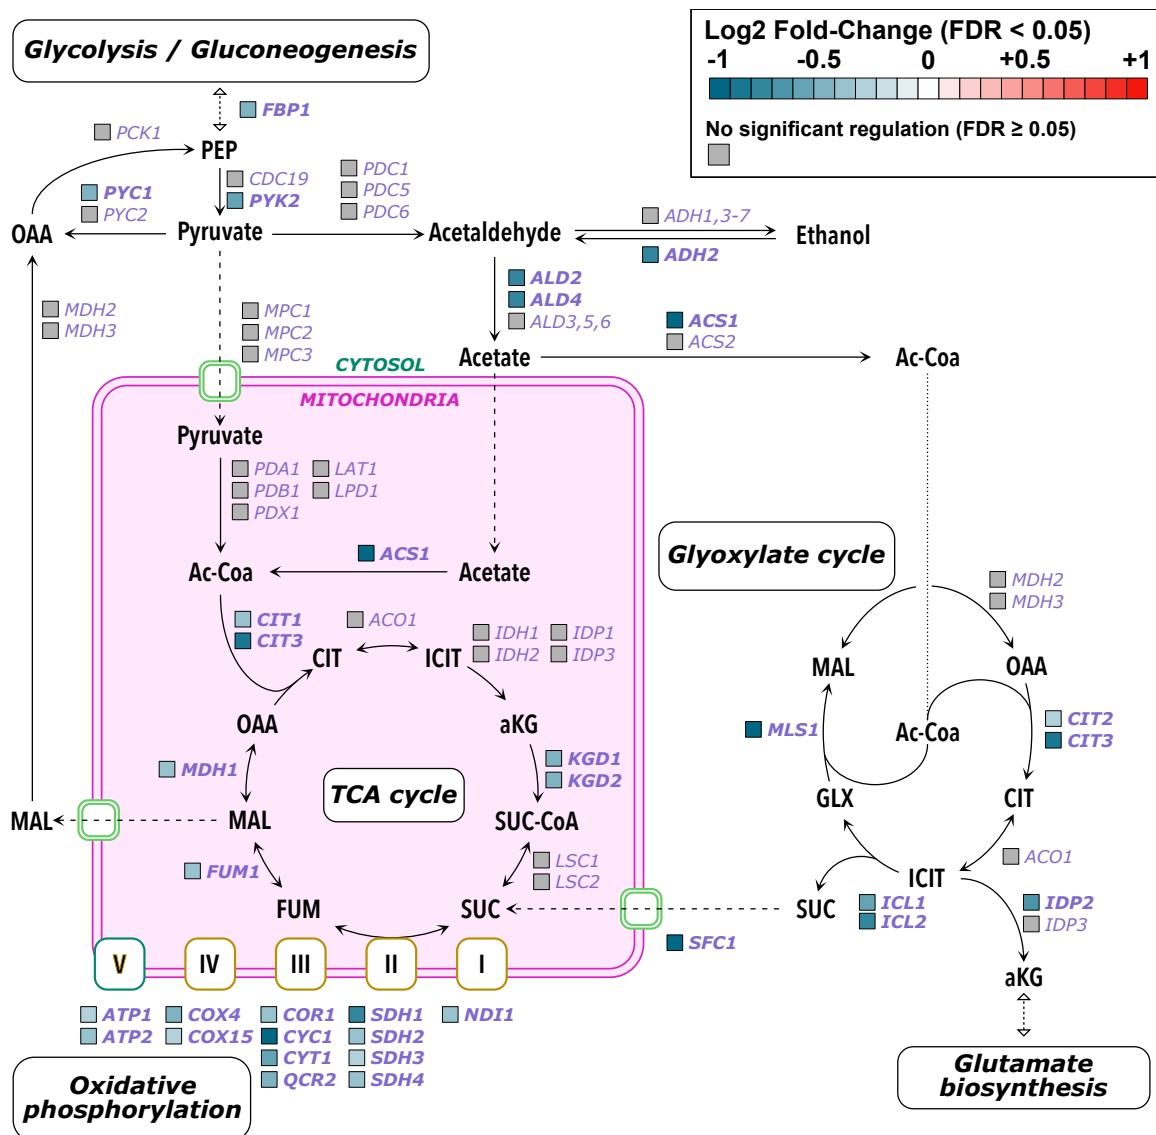 Glycolysis / Gluconeogenesis
Log2 Fold-Change (FDR < 0.05)
-1 -0.5 0 +0.5 +1
No significant regulation (FDR ≥ 0.05)
FBP1
PCK1
PEP
CDC19
PYK2
PDC1
PDC5
PDC6
PYC1
PYC2
OAA
Pyruvate
Acetaldehyde
ADH1,3-7
Ethanol
ADH2
ALD2
ALD4
ALD3,5,6
MDH2
MDH3
MPC1
MPC2
MPC3
ACS1
ACS2
CYTOSOL
Acetate
Ac-Coa
MITOCHONDRIA
Pyruvate
PDA1 LAT1
PDB1 LPD1
PDX1
ACS1
Ac-Coa
Acetate
Glyoxylate cycle
MDH2
MDH3
CIT1
CIT3
ACO1
IDH1 IDP1
IDH2 IDP3
CIT
ICIT
MAL
OAA
OAA
aKG
MLS1
Ac-Coa
CIT2
CIT3
MDH1
KGD1
KGD2
TCA cycle
GLX
CIT
MAL
MAL
SUC-CoA
FUM1
LSC1
LSC2
ACO1
ICIT
FUM
SUC
SUC
ICL1
ICL2
IDP2
IDP3
SFC1
aKG
V IV III II I
ATP1 COX4 COR1 SDH1 NDI1
ATP2 COX15 CYC1 SDH2
CYT1 SDH3
QCR2 SDH4
Oxidative
phosphorylation
Glutamate
biosynthesis